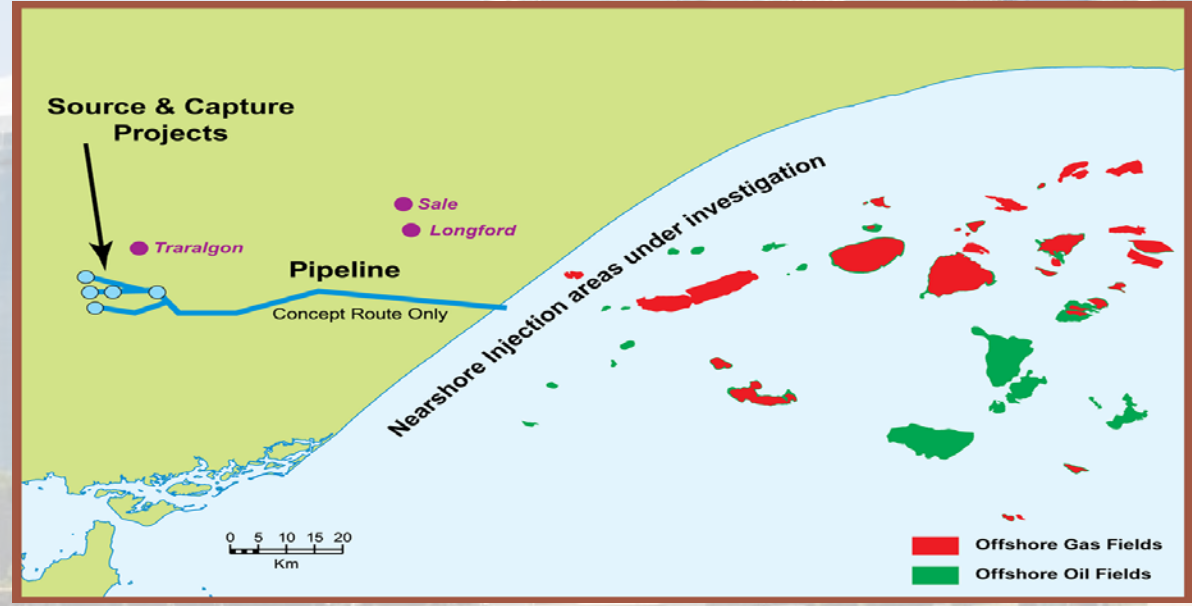 Source & Capture
Projects
Sale
Longford
Traralgon
Pipeline
Concept Route Only
Nearshore Injection areas under investigation
0 5 10 15 20
Km
Offshore Gas Fields
Offshore Oil Fields